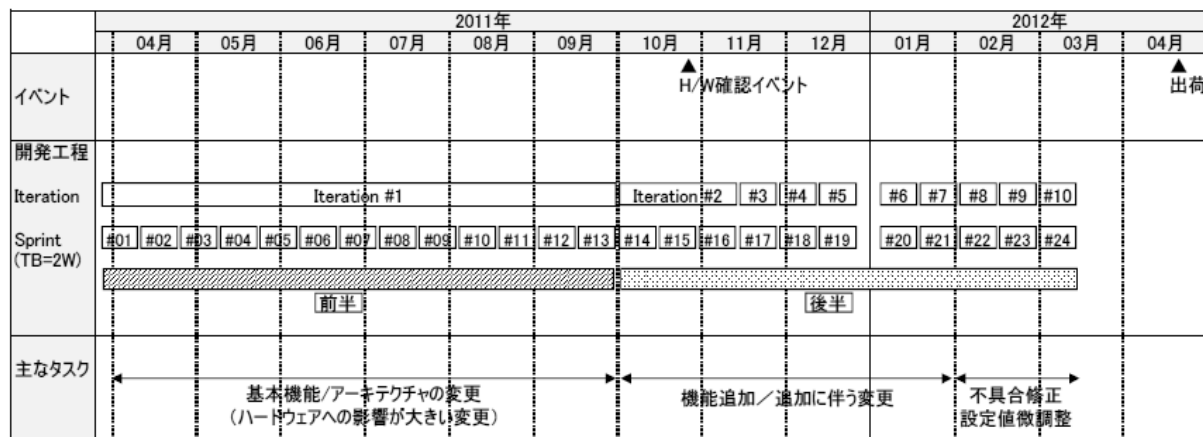 2011年 2012年
04月 05月 06月 07月 08月 09月 10月 11月 12月 01月 02月 03月 04月
イベント
▲ ▲
H/W確認イベント 出荷
開発工程
Iteration Iteration #1 Iteration #2 #3 #4 #5 #6 #7 #8 #9 #10
Sprint #01 #02 #03 #04 #05 #06 #07 #08 #09 #10 #11 #12 #13 #14 #15 #16 #17 #18 #19 #20 #21 #22 #23 #24
(TB=2W)
前半 後半
主なタスク
基本機能/アーキテクチャの変更 機能追加／追加に伴う変更 不具合修正
(ハードウェアへの影響が大きい変更) 設定値微調整